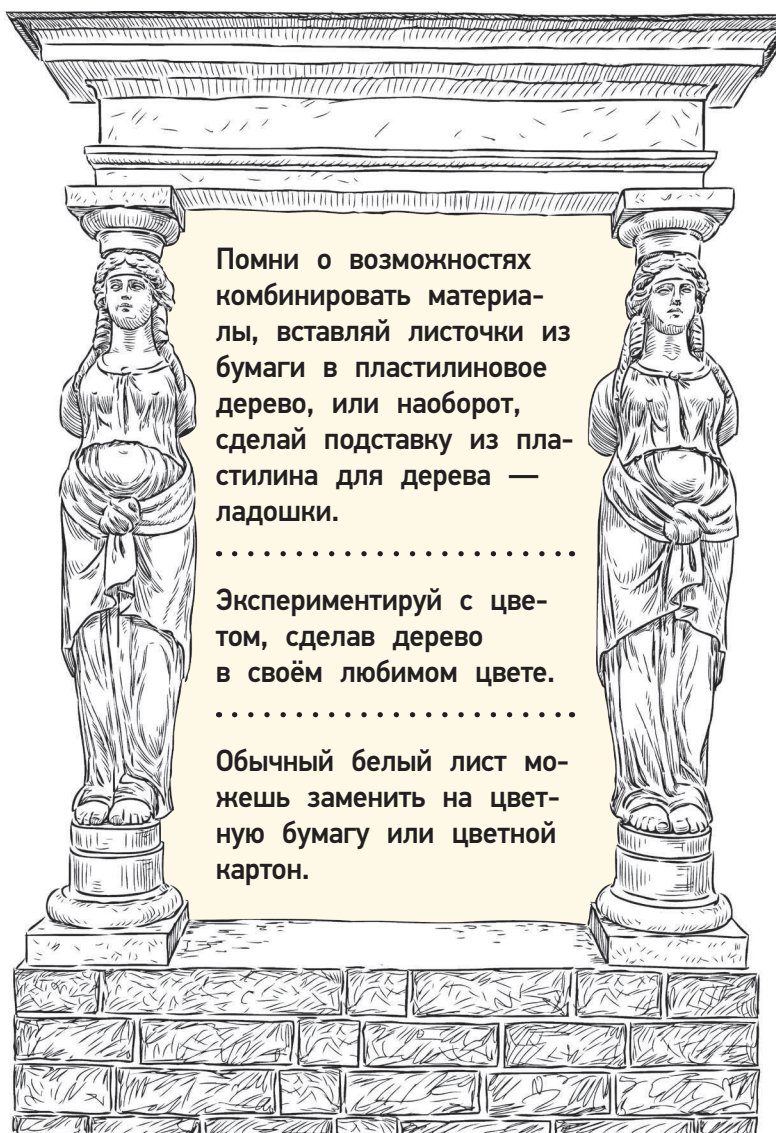 Помни о возможностях
комбинировать материа-
лы, вставляй листочки из
бумаги в пластилиновое
дерево, или наоборот,
сделай подставку из пла-
стилина для дерева —
ладошки.
Экспериментируй с цве-
том, сделав дерево
в своём любимом цвете.
Обычный белый лист мо-
жешь заменить на цвет-
ную бумагу или цветной
картон.